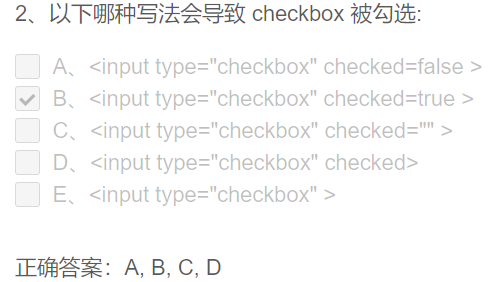 2、以下哪种写法会导致 checkbox 被勾选:
A、<input type="checkbox" checked=false >
B、<input type="checkbox" checked=true >
C、<input type="checkbox" checked="" >
D、<input type="checkbox" checked>
E、<input type="checkbox" >
正确答案：A, B, C, D